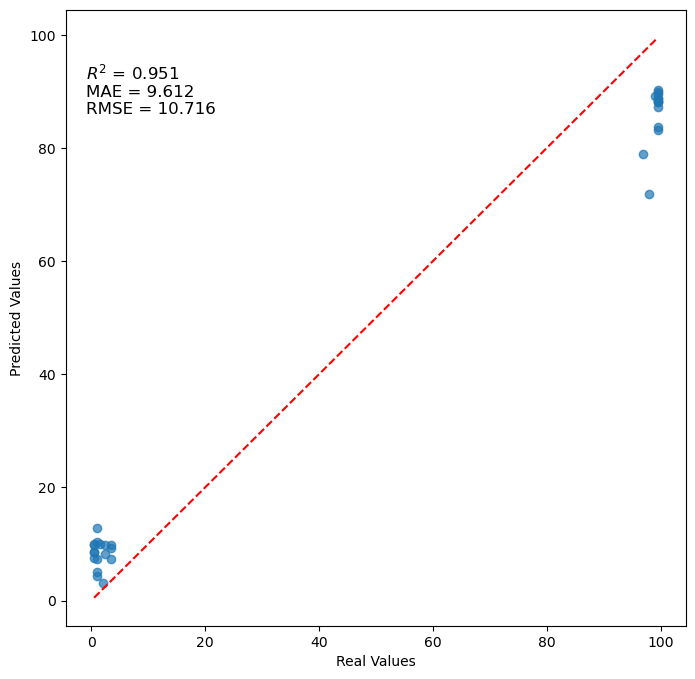 R² = 0.951
MAE = 9.612
RMSE = 10.716
100
80
60
40
20
0
Predicted Values
0 20 40 60 80 100
Real Values